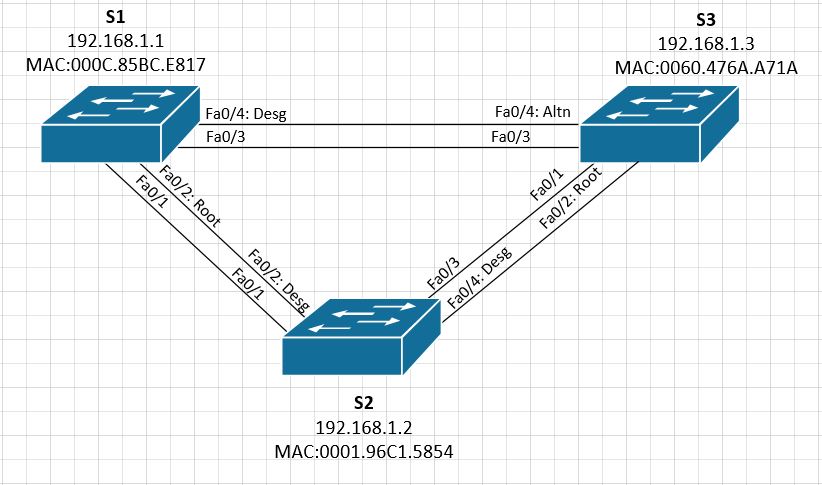 S1
192.168.1.1
MAC:000C.85BC.E817
S3
192.168.1.3
MAC:0060.476A.A71A
Fa0/4: Desg
Fa0/4: Altn
Fa0/3
Fa0/3
Fa0/2: Root
Fa0/1
Fa0/1
Fa0/2: Root
Fa0/2: Desg
Fa0/1
Fa0/3
Fa0/4: Desg
S2
192.168.1.2
MAC:0001.96C1.5854